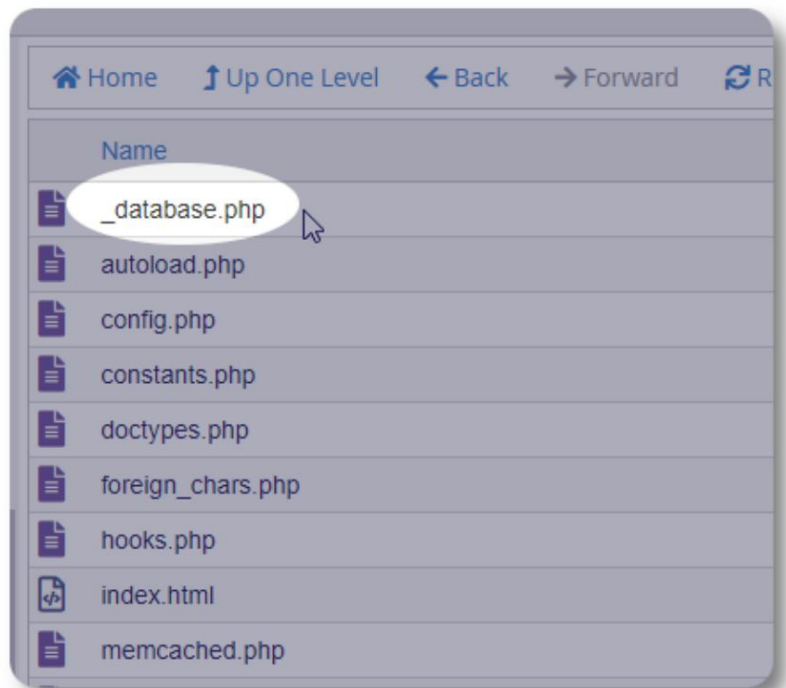 Home Up One Level Back Forward R
Name
_database.php
autoload.php
config.php
constants.php
doctypes.php
foreign_chars.php
hooks.php
index.html
memcached.php